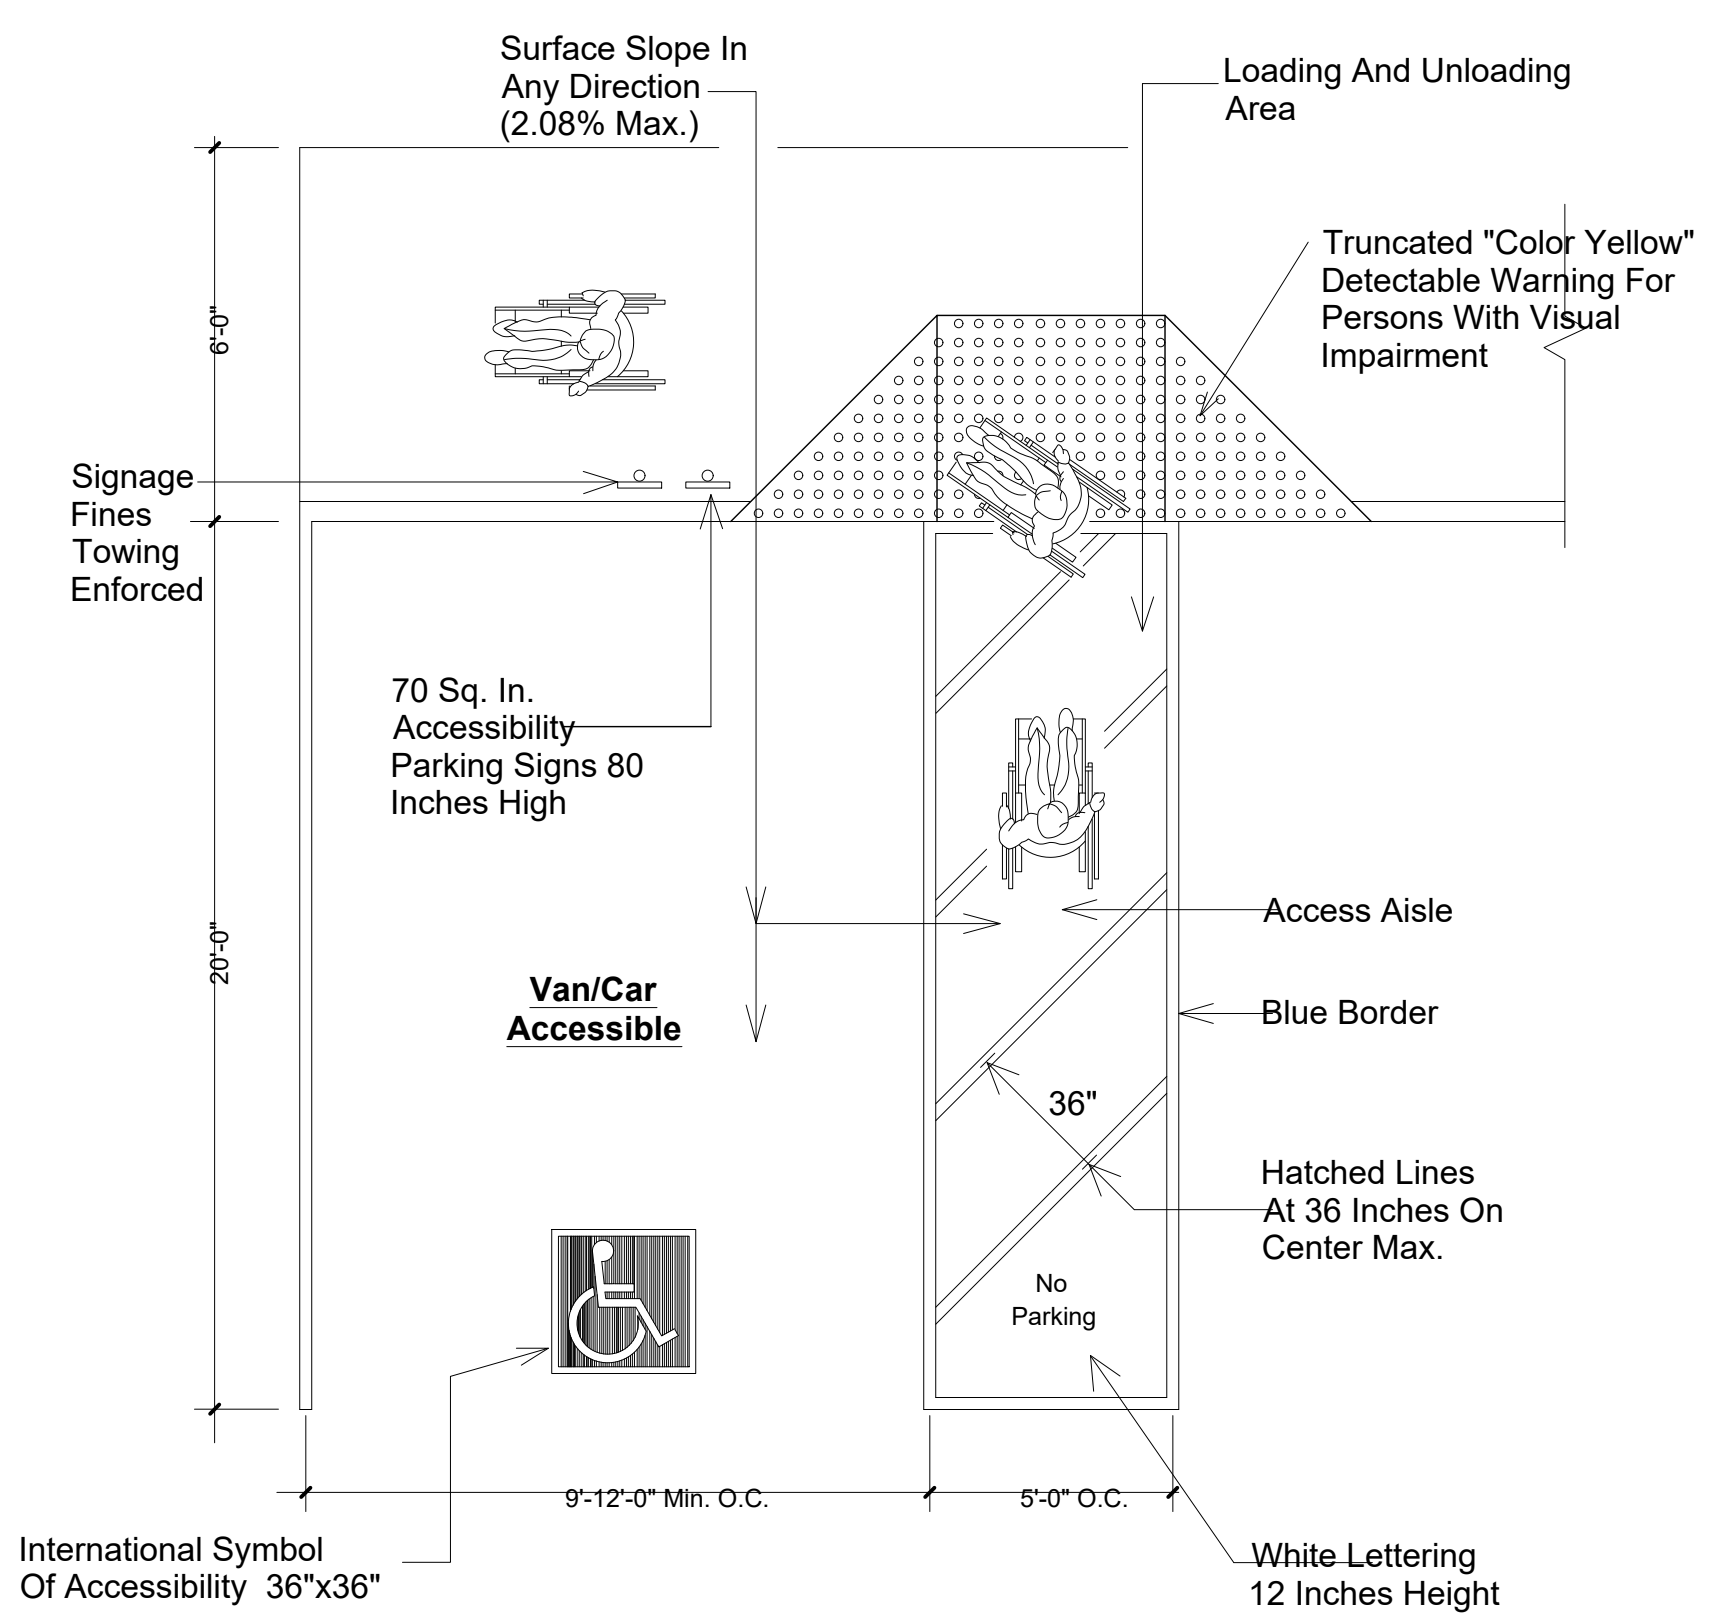 Surface Slope In
Any Direction
(2.08% Max.)
Loading And Unloading
Area
Truncated "Color Yellow"
Detectable Warning For
Persons With Visual
Impairment
6'-0"
Signage
Fines
Towing
Enforced
70 Sq. In.
Accessibility
Parking Signs 80
Inches High
20'-0"
Access Aisle
Van/Car
Accessible
Blue Border
36"
Hatched Lines
At 36 Inches On
Center Max.
No
Parking
9'-12'-0" Min. O.C.
5'-0" O.C.
International Symbol
Of Accessibility 36"x36"
White Lettering
12 Inches Height